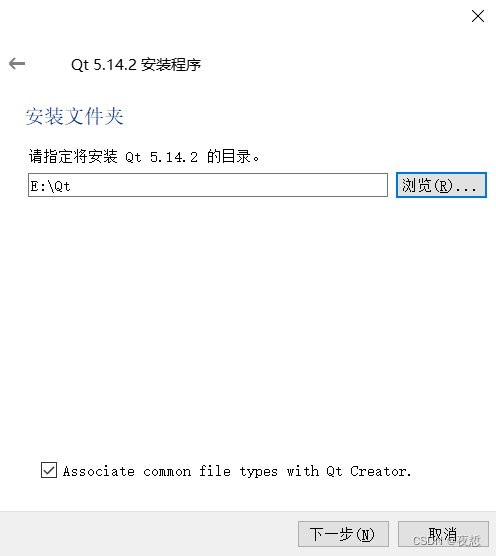 Qt 5.14.2 安装程序
安装文件夹
请指定将安装 Qt 5.14.2 的目录。
E:\Qt
浏览(R)...
Associate common file types with Qt Creator.
下一步(N)
取消
CSDN @夜悊